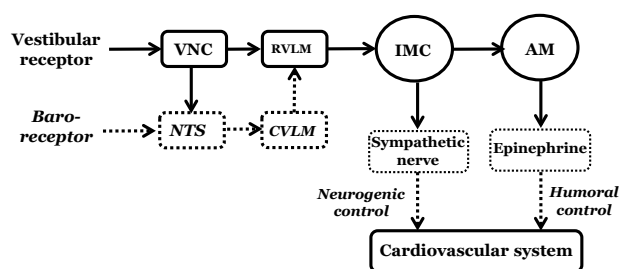 Vestibular
receptor
VNC
RVLM
IMC
AM
Baro-
receptor
NTS
CVLM
Sympathetic
nerve
Epinephrine
Neurogenic
control
Humoral
control
Cardiovascular system